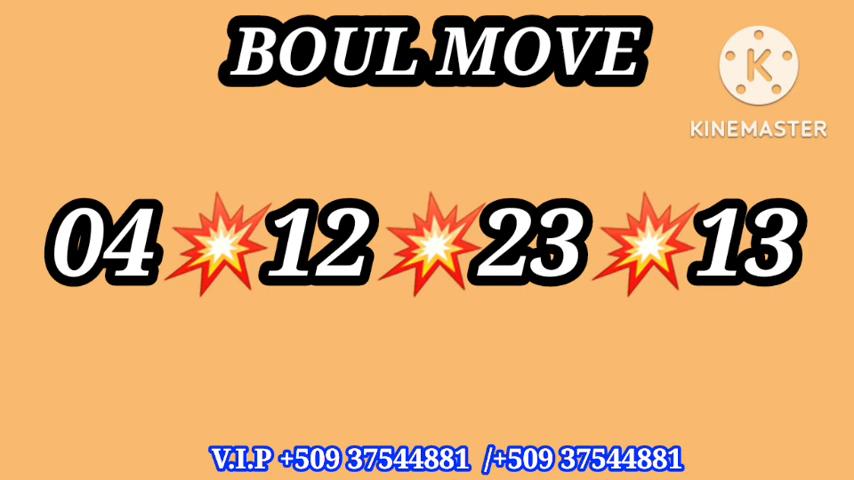 BOUL MOVE
K
KINEMASTER
04💥12💥23💥13
V.I.P +509 37544881 /+509 37544881